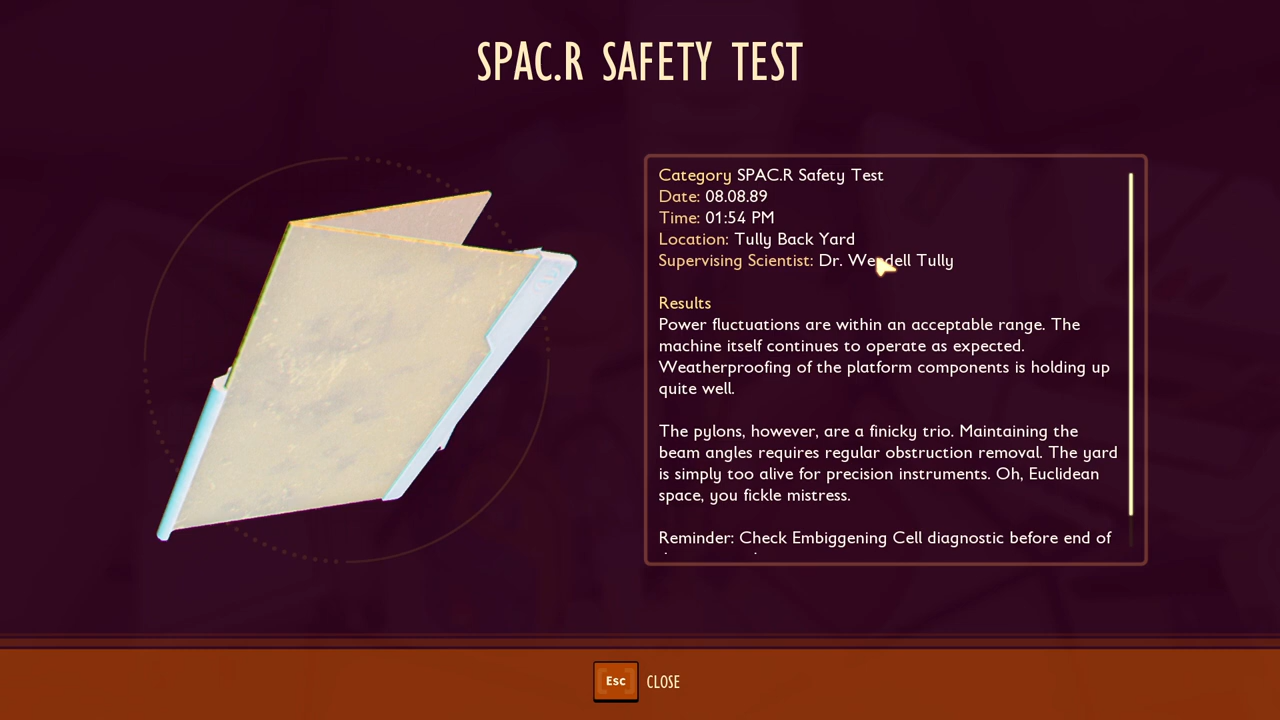 SPAC.R SAFETY TEST
Category SPAC.R Safety Test
Date: 08.08.89
Time: 01:54 PM
Location: Tully Back Yard
Supervising Scientist: Dr. Wendell Tully
Results
Power fluctuations are within an acceptable range. The
machine itself continues to operate as expected.
Weatherproofing of the platform components is holding up
quite well.
The pylons, however, are a finicky trio. Maintaining the
beam angles requires regular obstruction removal. The yard
is simply too alive for precision instruments. Oh, Euclidean
space, you fickle mistress.
Reminder: Check Embiggening Cell diagnostic before end of
Esc CLOSE